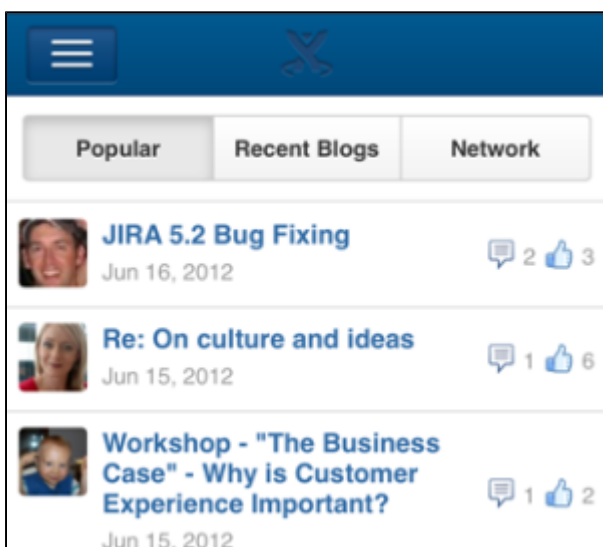 Popular Recent Blogs Network
JIRA 5.2 Bug Fixing
Jun 16, 2012
2 3
Re: On culture and ideas
Jun 15, 2012
1 6
Workshop - "The Business
Case" - Why is Customer
Experience Important?
1 2
Jun 15, 2012